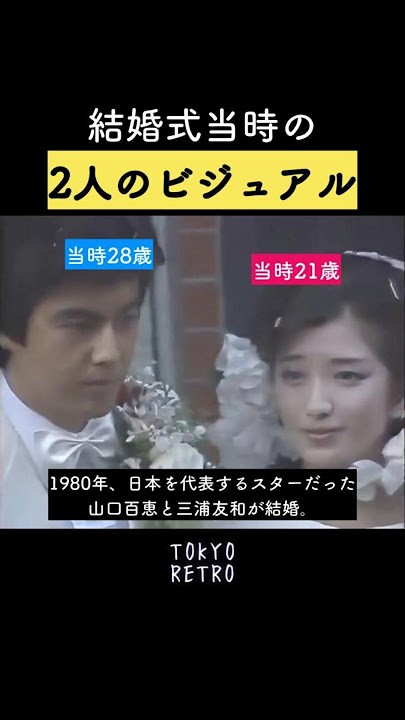 結婚式当時の
2人のビジュアル
当時28歳
当時21歳
1980年、日本を代表するスターだった
山口百恵と三浦友和が結婚。
TOKYO
RETRO